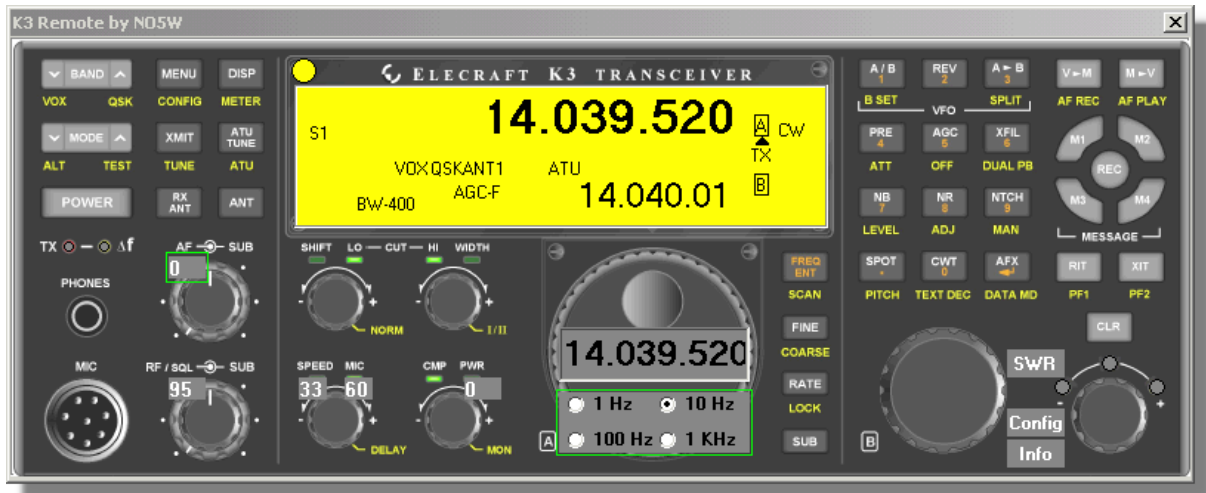 K3 Remote by NO5W
BAND MENU DISP
VOX QSK CONFIG METER
MODE XMIT ATU TUNE
ALT TEST TUNE ATU
POWER RX ANT ANT
TX Δf AF SUB
0
PHONES
MIC RF / SQL SUB
95
ELECRAFT K3 TRANSCEIVER
S1 14.039.520 A CW
TX
VOX QSK ANT1 ATU
BW-400 AGC-F 14.040.01 B
SHIFT LO CUT HI WIDTH
NORM I/II
SPEED MIC CMP PWR
33 60 0
DELAY MON
14.039.520
1 Hz 10 Hz
100 Hz 1 KHz
A
FREQ ENT
SCAN
FINE
COARSE
RATE
LOCK
SUB
A / B 1 REV 2 A ► B 3 V►M M►V
B SET VFO SPLIT AF REC AF PLAY
PRE 4 AGC 5 XFIL 6 M1 M2
ATT OFF DUAL PB REC
NB 7 NR 8 NTCH 9 M3 M4
LEVEL ADJ MAN MESSAGE
SPOT . CWT 0 AFX RIT XIT
PITCH TEXT DEC DATA MD PF1 PF2
CLR
SWR
- +
Config
B Info